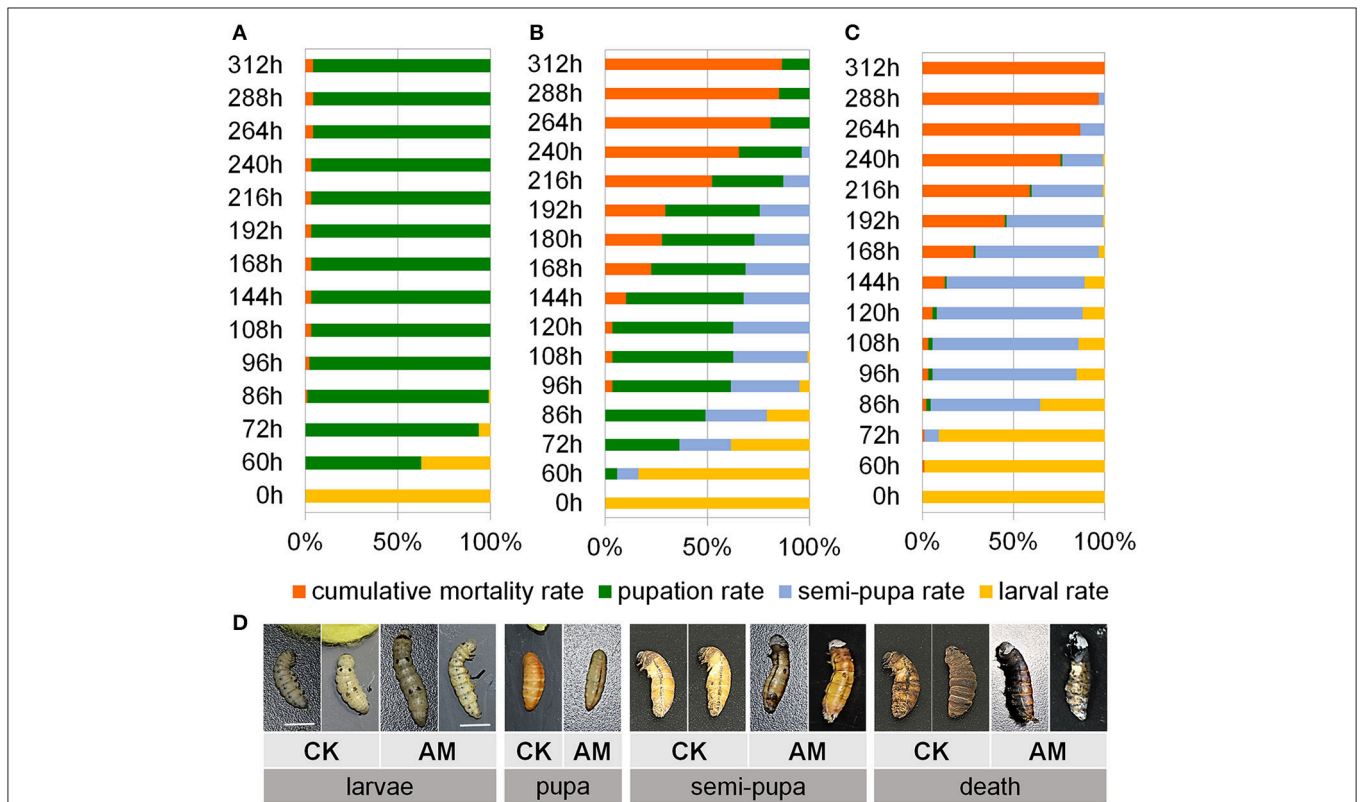 A
312h
288h
264h
240h
216h
192h
168h
144h
108h
96h
86h
72h
60h
0h
0% 50% 100%
B
312h
288h
264h
240h
216h
192h
180h
168h
144h
120h
108h
96h
86h
72h
60h
0h
0% 50% 100%
C
312h
288h
264h
240h
216h
192h
168h
144h
120h
108h
96h
86h
72h
60h
0h
0% 50% 100%
cumulative mortality rate pupation rate semi-pupa rate larval rate
D
CK AM CK AM CK AM CK AM
larvae pupa semi-pupa death